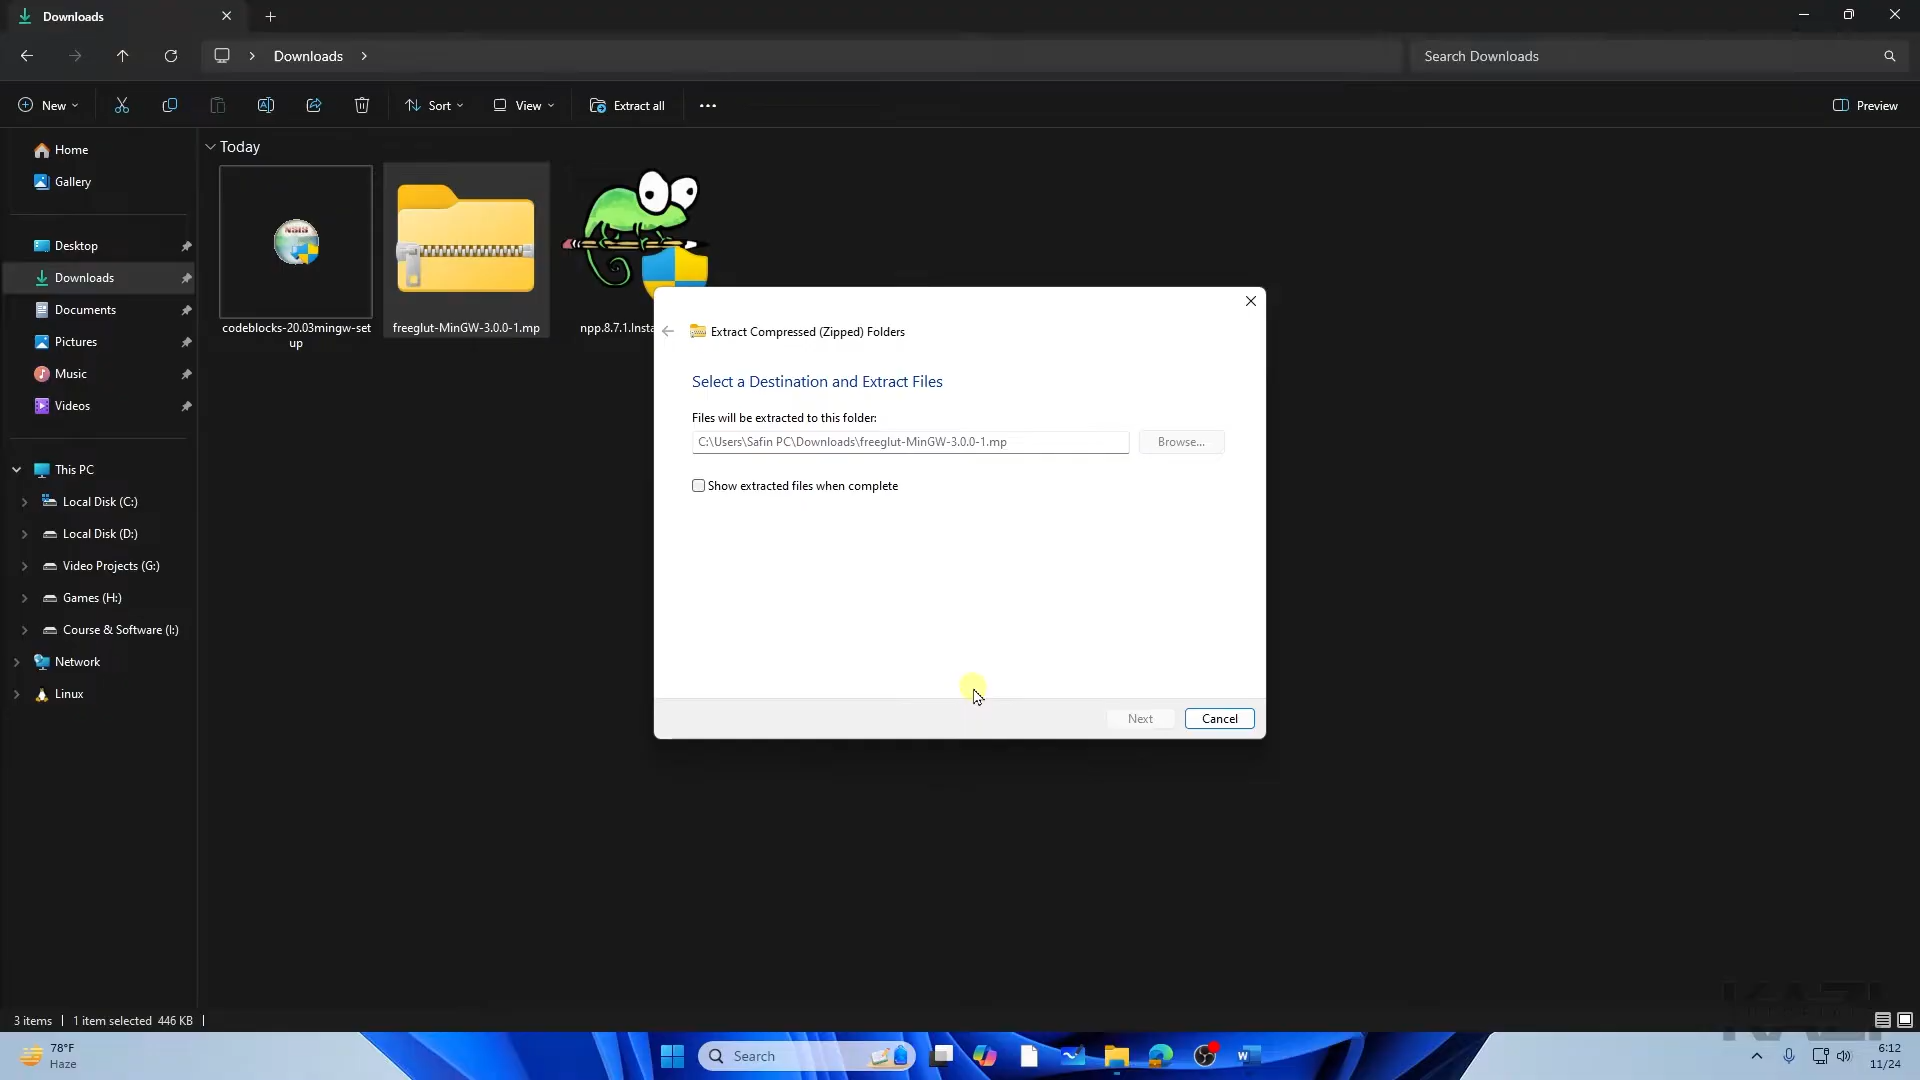 Downloads
Downloads
Search Downloads
New
Sort
View
Extract all
Preview
Home
Gallery
Desktop
Downloads
Documents
Pictures
Music
Videos
This PC
Local Disk (C:)
Local Disk (D:)
Video Projects (G:)
Games (H:)
Course & Software (I:)
Network
Linux
Today
codeblocks-20.03mingw-set
up
freeglut-MinGW-3.0.0-1.mp
npp.8.7.1.Insta
Extract Compressed (Zipped) Folders
Select a Destination and Extract Files
Files will be extracted to this folder:
C:\Users\Safin PC\Downloads\freeglut-MinGW-3.0.0-1.mp
Browse...
Show extracted files when complete
Next
Cancel
3 items
1 item selected 446 KB
78°F
Haze
Search
6:12
11/24